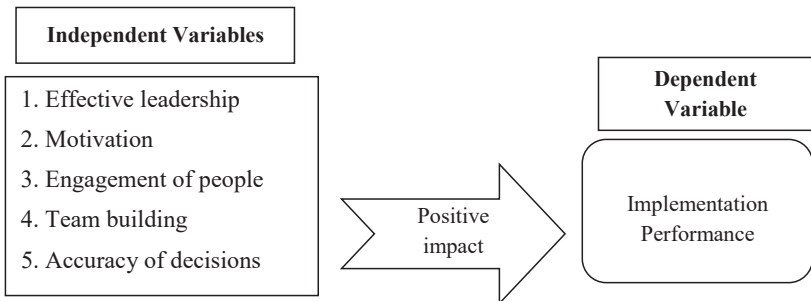 Independent Variables
1. Effective leadership
2. Motivation
3. Engagement of people
4. Team building
5. Accuracy of decisions
Positive
impact
Dependent
Variable
Implementation
Performance